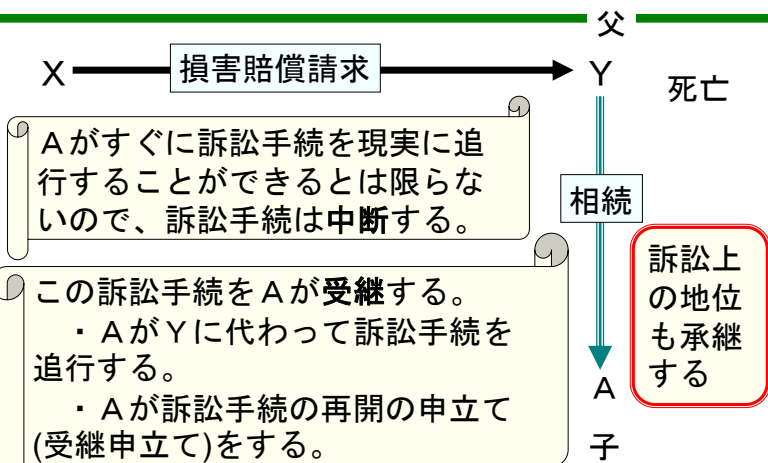 父
X
損害賠償請求
Y
死亡
Aがすぐに訴訟手続を現実に追
行することができるとは限らな
いので、訴訟手続は中断する。
相続
訴訟上
の地位
も承継
する
この訴訟手続をAが受継する。
・AがYに代わって訴訟手続を
追行する。
・Aが訴訟手続の再開の申立て
(受継申立て)をする。
A
子